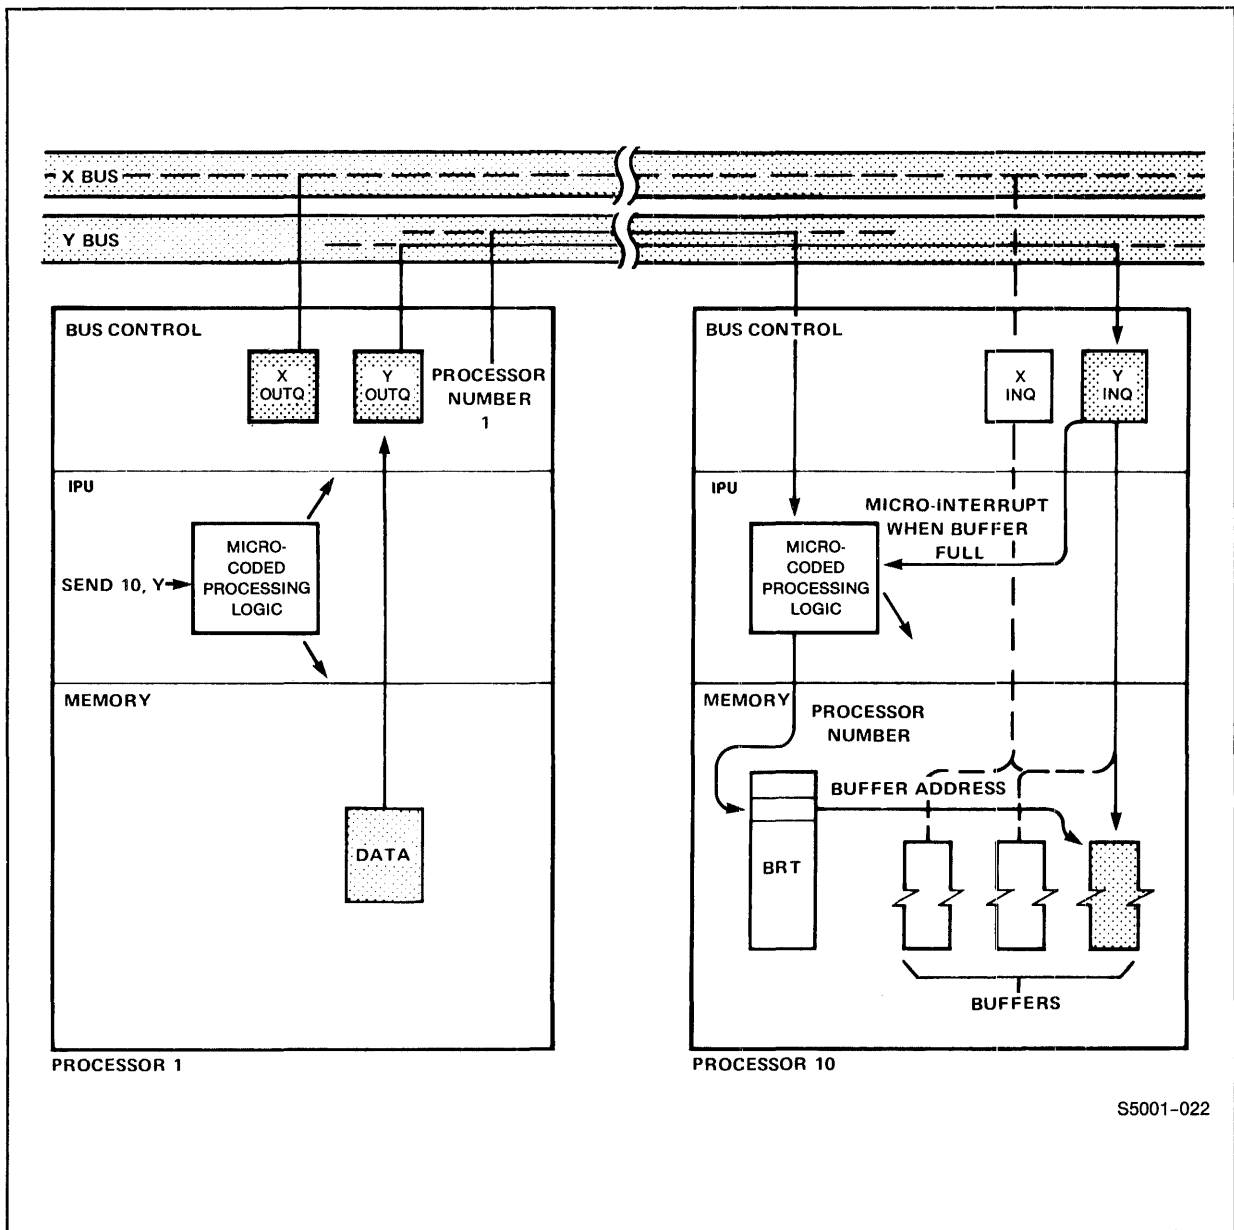 X BUS
Y BUS
BUS CONTROL
X
OUTQ
Y
OUTQ
PROCESSOR
NUMBER
1
IPU
SEND 10, Y
MICRO-
CODED
PROCESSING
LOGIC
MEMORY
DATA
PROCESSOR 1
BUS CONTROL
X
INQ
Y
INQ
IPU
MICRO-INTERRUPT
WHEN BUFFER
FULL
MICRO-
CODED
PROCESSING
LOGIC
MEMORY
PROCESSOR
NUMBER
BUFFER ADDRESS
BRT
BUFFERS
PROCESSOR 10
S5001-022